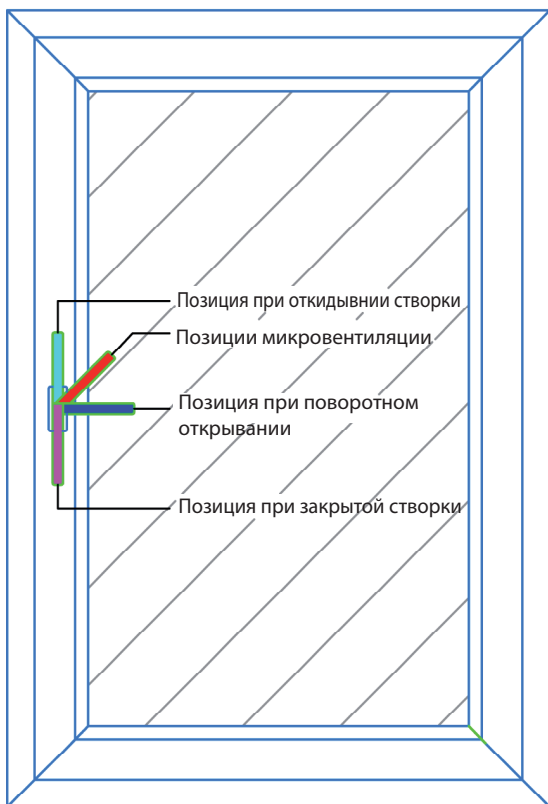 Позиция при откидывнии створки
Позиции микровентиляции
Позиция при поворотном
открывании
Позиция при закрытой створки